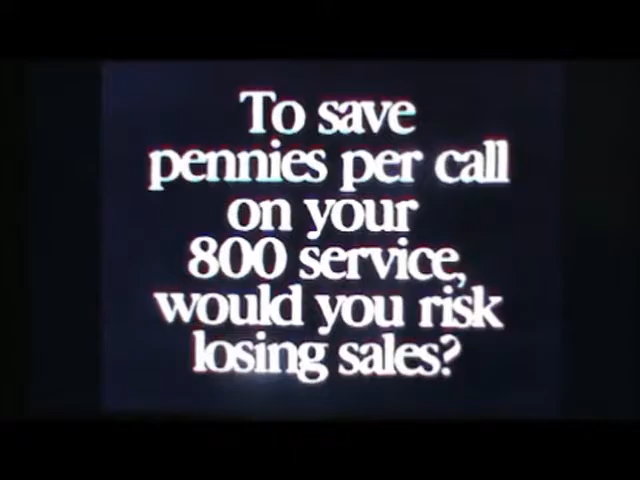 To save
pennies per call
on your
800 service,
would you risk
losing sales?